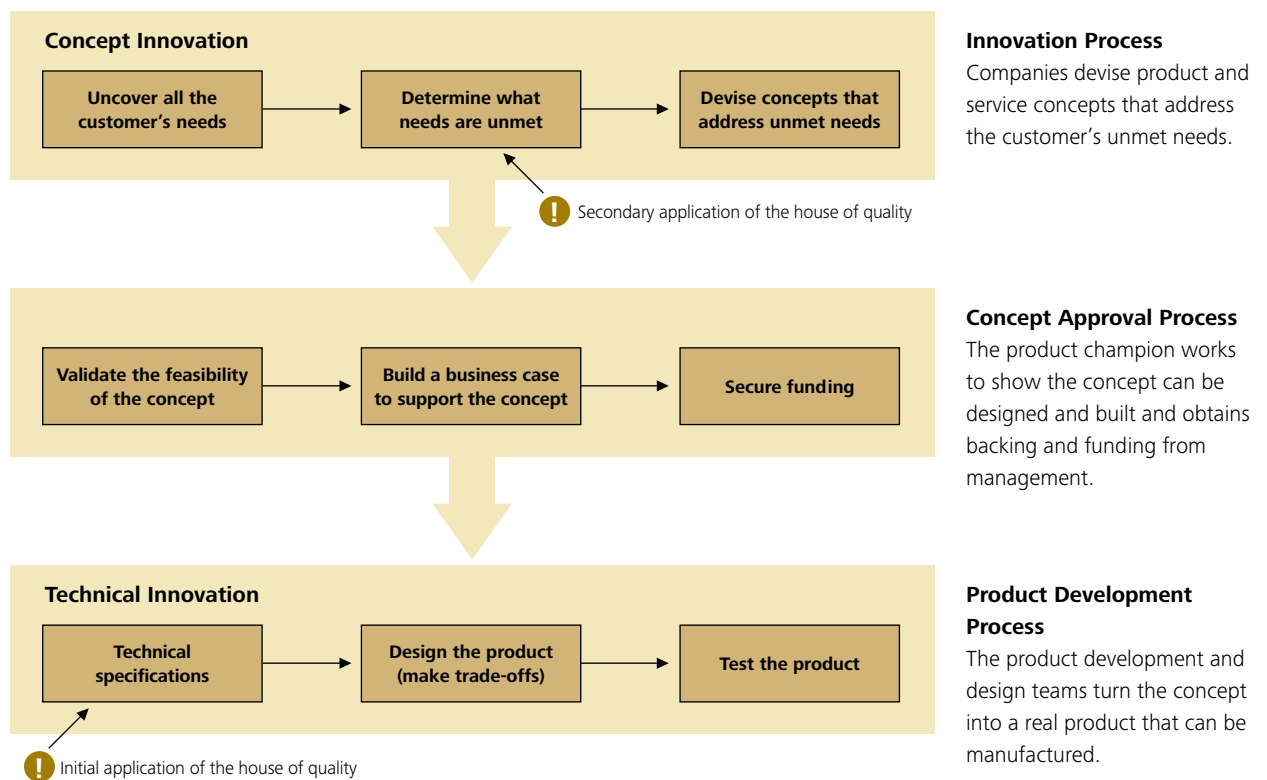 Concept Innovation
Uncover all the
customer’s needs
Determine what
needs are unmet
Devise concepts that
address unmet needs
! Secondary application of the house of quality
Innovation Process
Companies devise product and
service concepts that address
the customer’s unmet needs.
Validate the feasibility
of the concept
Build a business case
to support the concept
Secure funding
Concept Approval Process
The product champion works
to show the concept can be
designed and built and obtains
backing and funding from
management.
Technical Innovation
Technical
specifications
Design the product
(make trade-offs)
Test the product
! Initial application of the house of quality
Product Development
Process
The product development and
design teams turn the concept
into a real product that can be
manufactured.